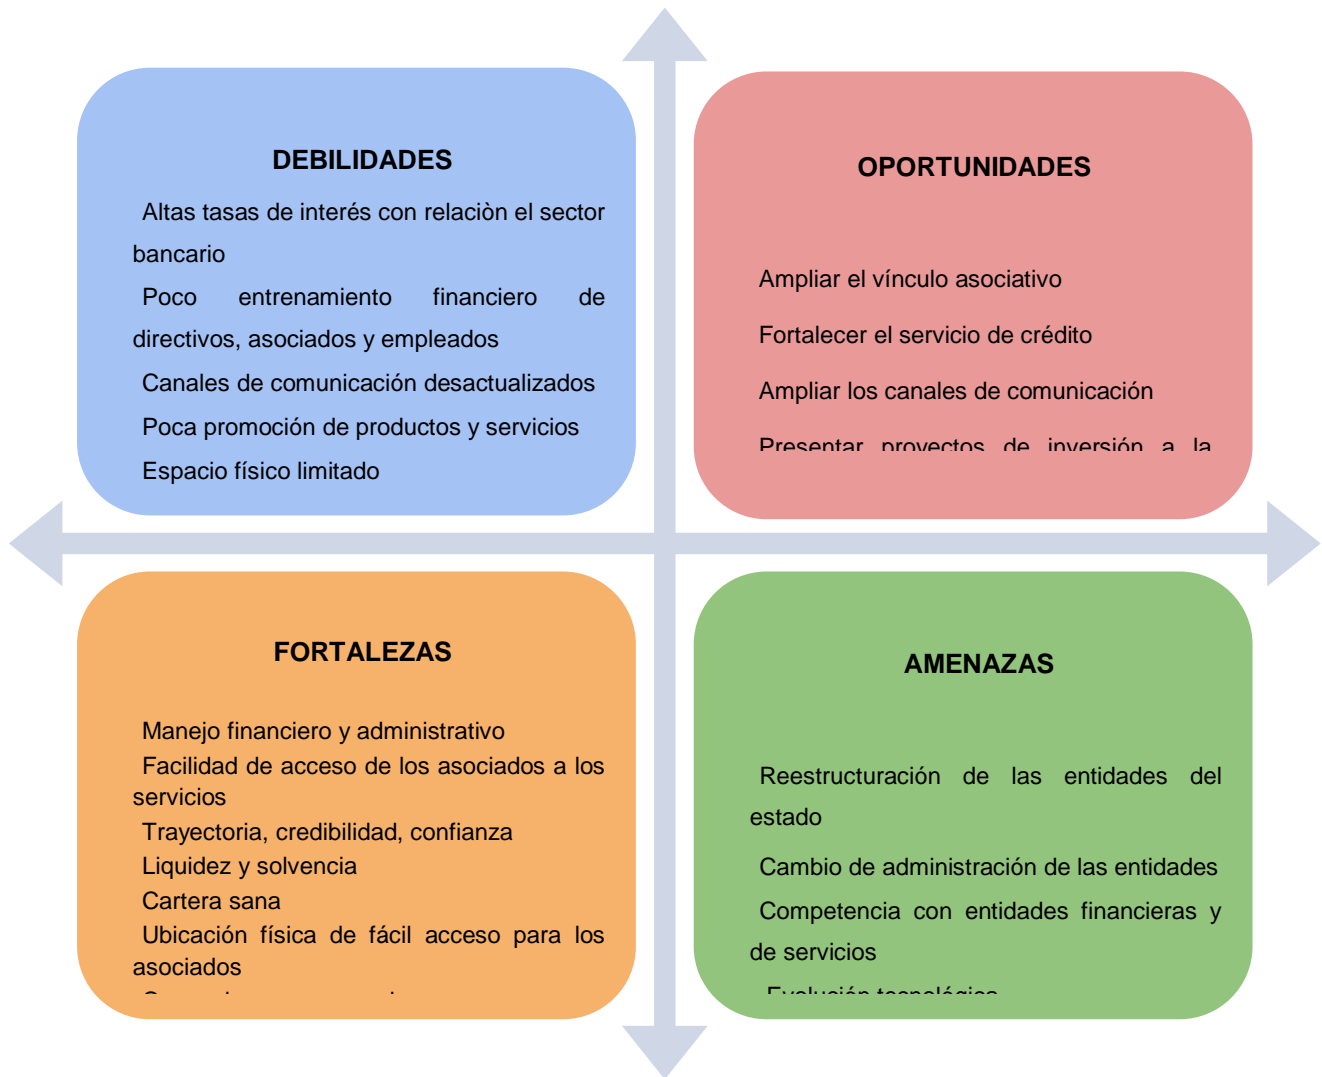 DEBILIDADES
Altas tasas de interés con relaciòn el sector
bancario
Poco entrenamiento financiero de
directivos, asociados y empleados
Canales de comunicación desactualizados
Poca promoción de productos y servicios
Espacio físico limitado
OPORTUNIDADES
Ampliar el vínculo asociativo
Fortalecer el servicio de crédito
Ampliar los canales de comunicación
Presentar proyectos de inversión a la
FORTALEZAS
Manejo financiero y administrativo
Facilidad de acceso de los asociados a los
servicios
Trayectoria, credibilidad, confianza
Liquidez y solvencia
Cartera sana
Ubicación física de fácil acceso para los
asociados
AMENAZAS
Reestructuración de las entidades del
estado
Cambio de administración de las entidades
Competencia con entidades financieras y
de servicios
Evolución tecnológica